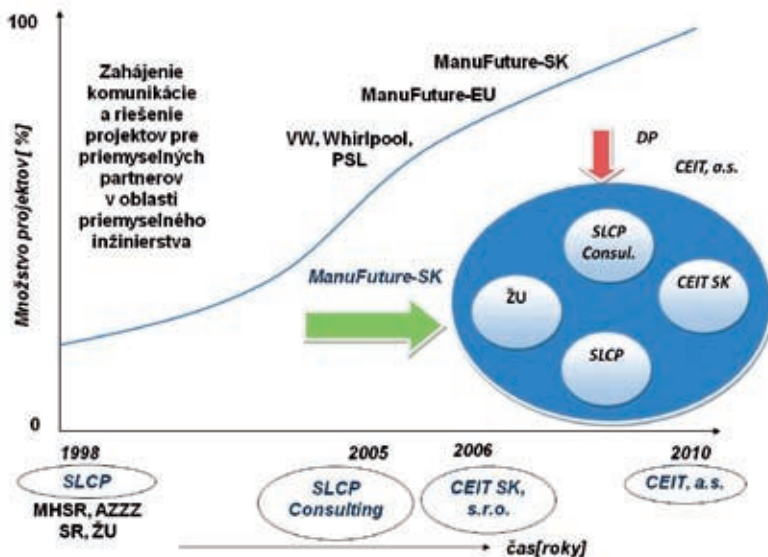 100
Množstvo projektov[ %]
0
Zahájenie
komunikácie
a riešenie
projektov pre
priemyselných
partnerov
v oblasti
priemyselného
inžinierstva
VW, Whirlpool,
PSL
ManuFuture-EU
ManuFuture-SK
ManuFuture-SK
DP
CEIT, a.s.
SLCP
Consul.
ŽU
CEIT SK
SLCP
1998
2005
2006
2010
SLCP
MHSR, AZZZ
SR, ŽU
SLCP
Consulting
CEIT SK,
s.r.o.
CEIT, a.s.
čas[roky]